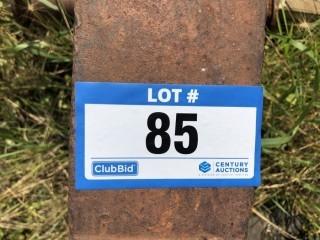 LOT #
85
ClubBid
CENTURY
AUCTIONS